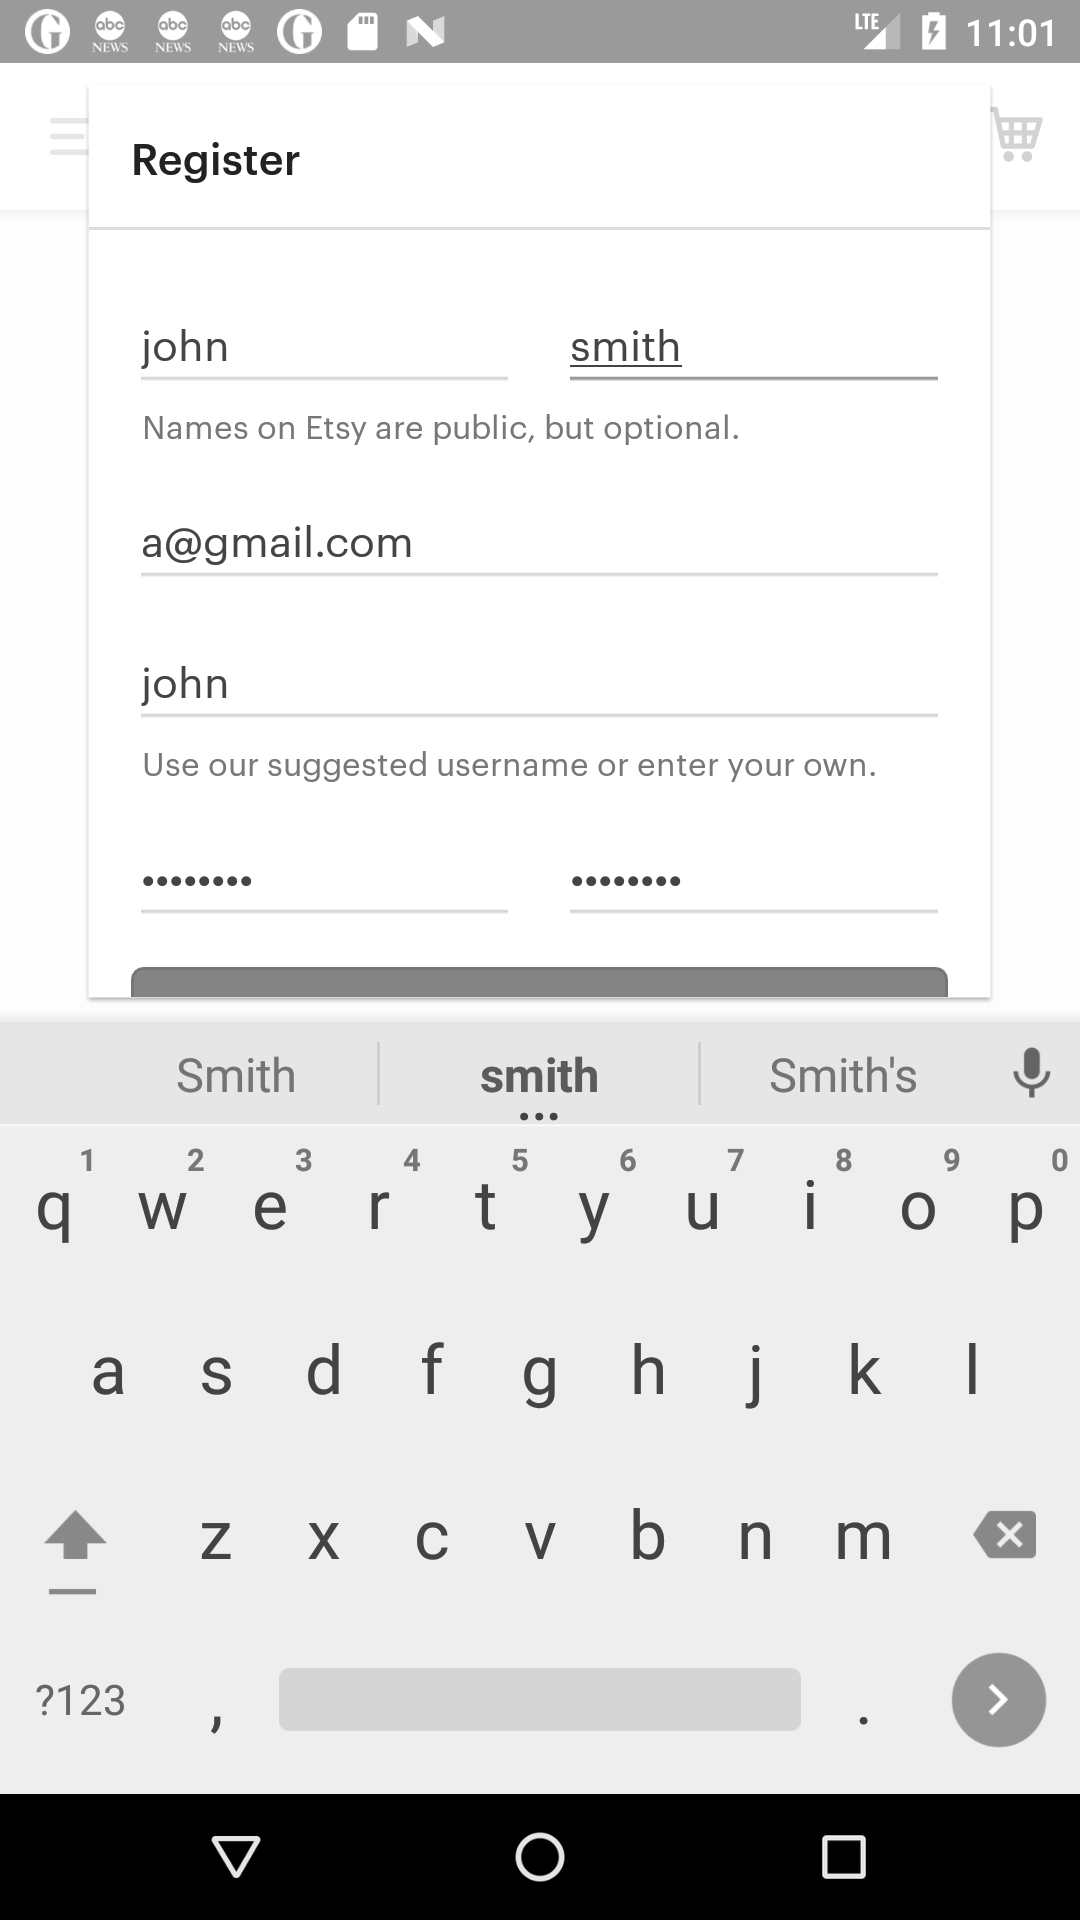 abc NEWS abc NEWS abc NEWS LTE 11:01
Register
john smith
Names on Etsy are public, but optional.
a@gmail.com
john
Use our suggested username or enter your own.
•••••••• ••••••••
Smith smith Smith's
1 2 3 4 5 6 7 8 9 0
q w e r t y u i o p
a s d f g h j k l
z x c v b n m
?123 , .